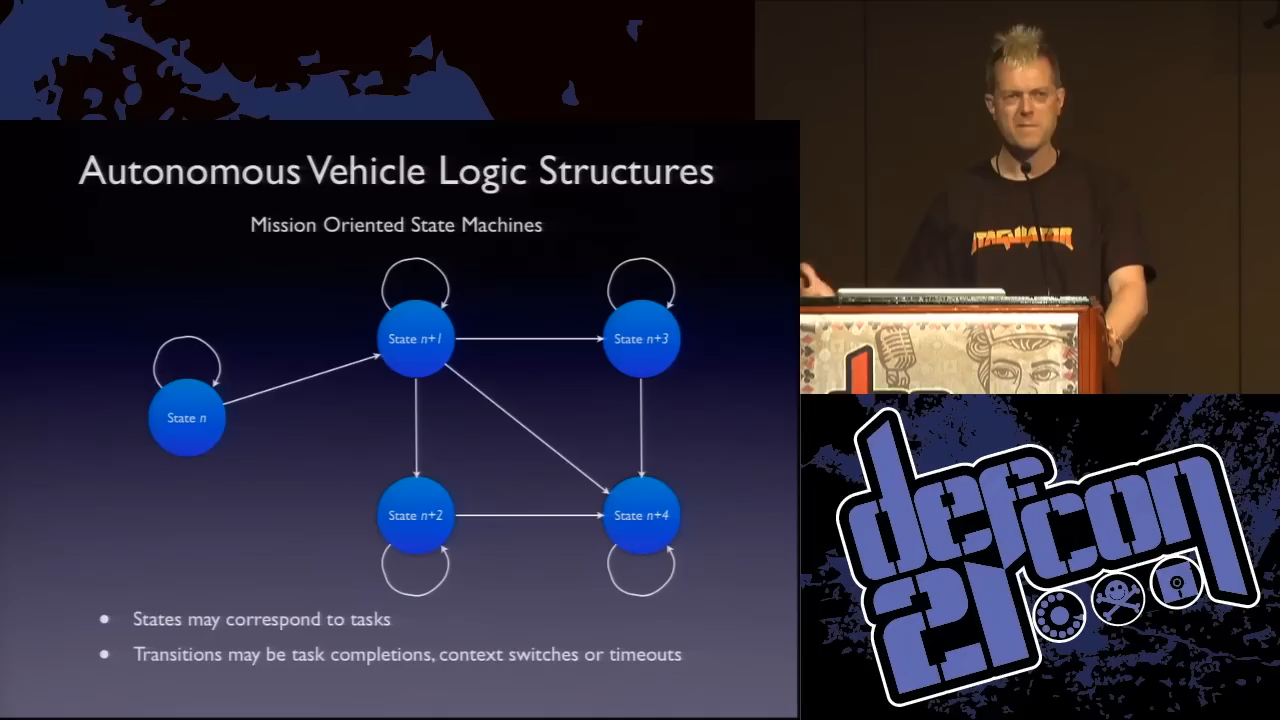 Autonomous Vehicle Logic Structures
Mission Oriented State Machines
State n+1
State n+3
State n
State n+2
State n+4
States may correspond to tasks
Transitions may be task completions, context switches or timeouts
defcon
21